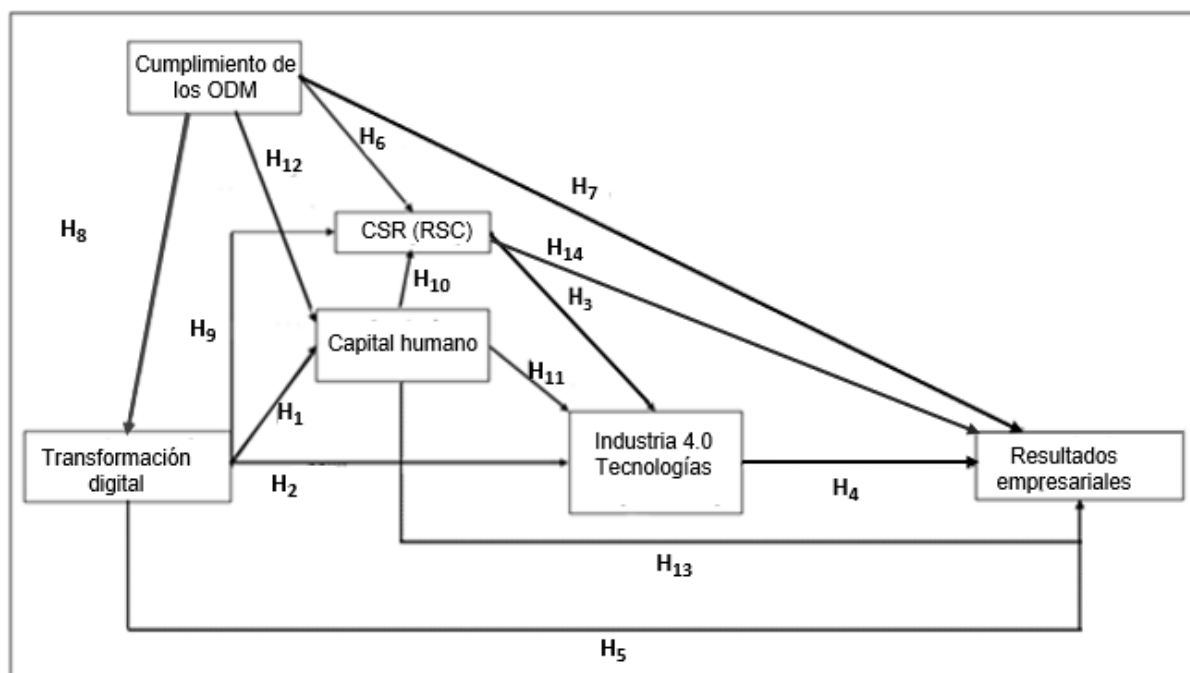 Cumplimiento de
los ODM
H6
H12
H7
H8
CSR (RSC)
H14
H10
H3
H9
Capital humano
H11
H1
Industria 4.0
Tecnologías
Transformación
digital
H2
H4
Resultados
empresariales
H13
H5